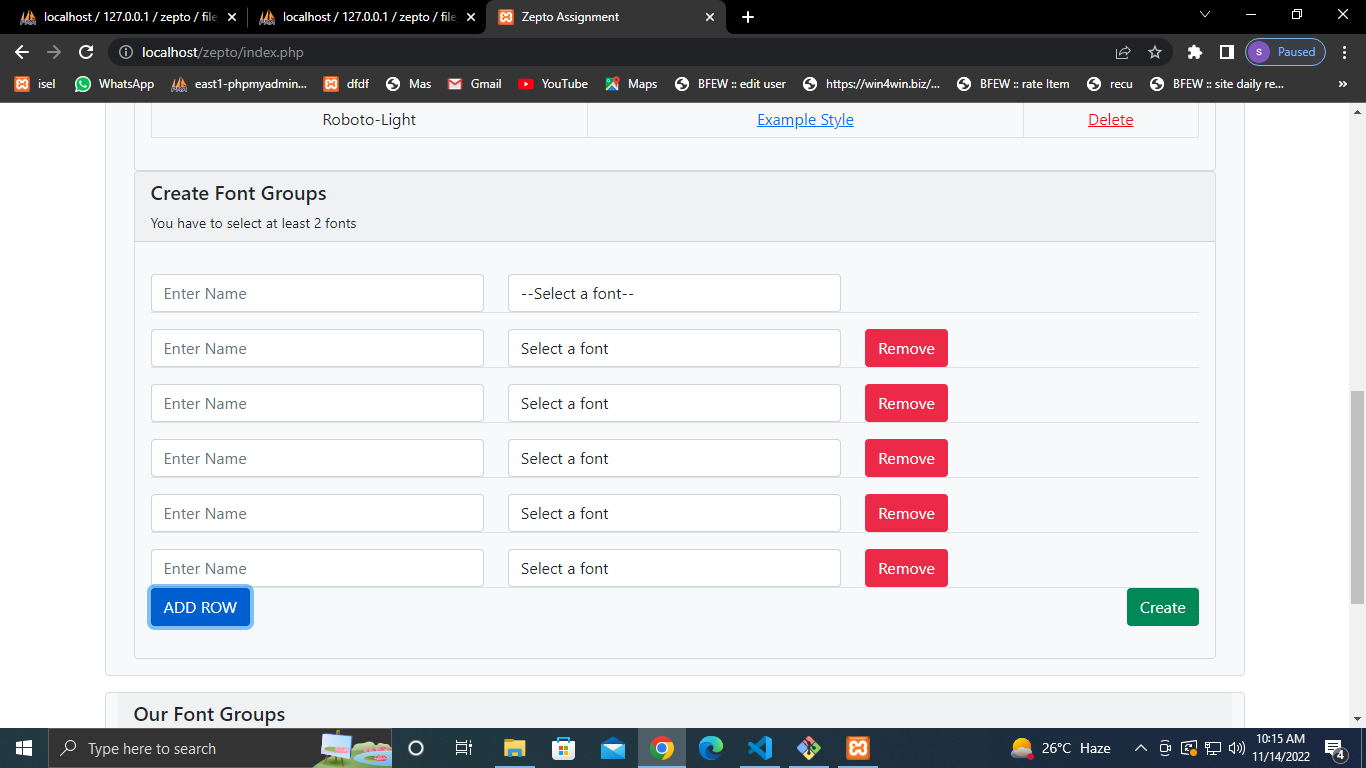 localhost / 127.0.0.1 / zepto / file
localhost / 127.0.0.1 / zepto / file
Zepto Assignment
localhost/zepto/index.php
S Paused
isel WhatsApp east1-phpmyadmin... dfdf Mas Gmail YouTube Maps BFEW :: edit user https://win4win.biz/... BFEW :: rate Item recu BFEW :: site daily re... »
Roboto-Light Example Style Delete
Create Font Groups
You have to select at least 2 fonts
Enter Name --Select a font--
Enter Name Select a font Remove
Enter Name Select a font Remove
Enter Name Select a font Remove
Enter Name Select a font Remove
Enter Name Select a font Remove
ADD ROW Create
Our Font Groups
Type here to search
26°C Haze
10:15 AM
11/14/2022
4